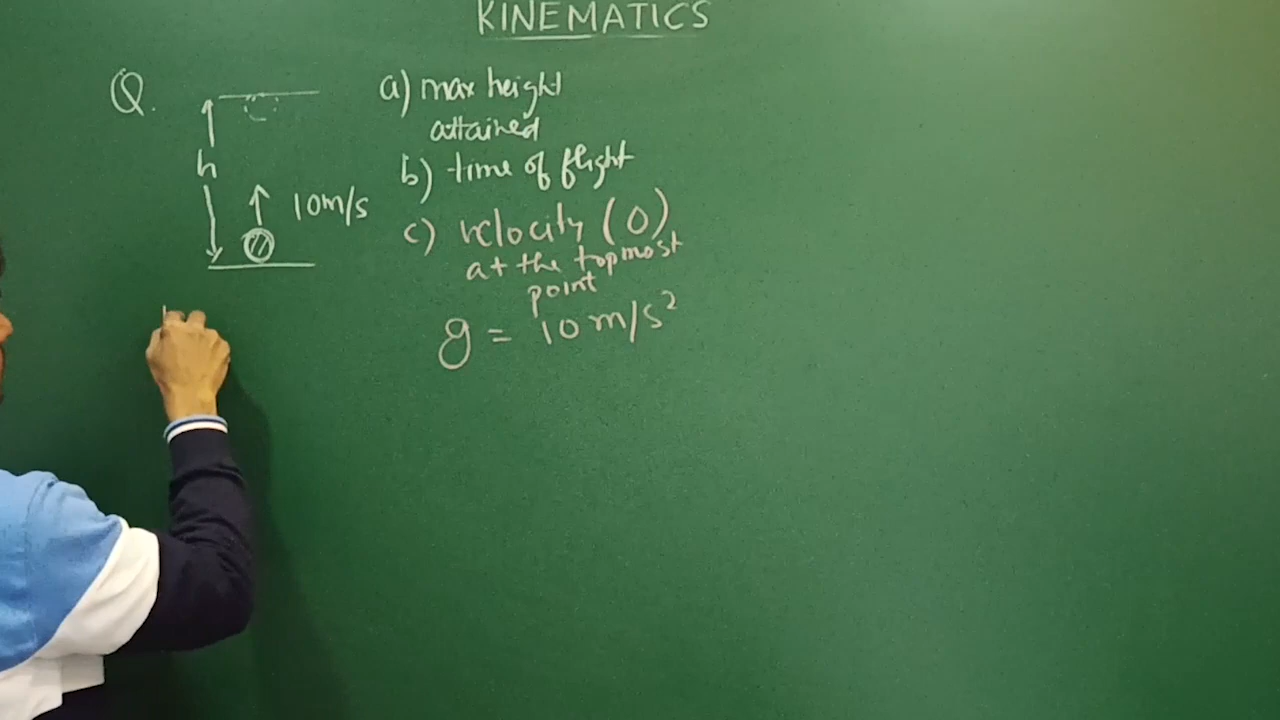 KINEMATICS
Q.
h
10m/s
a) max height
attained
b) time of flight
c) velocity (0)
at the topmost
point
g = 10 m/s²